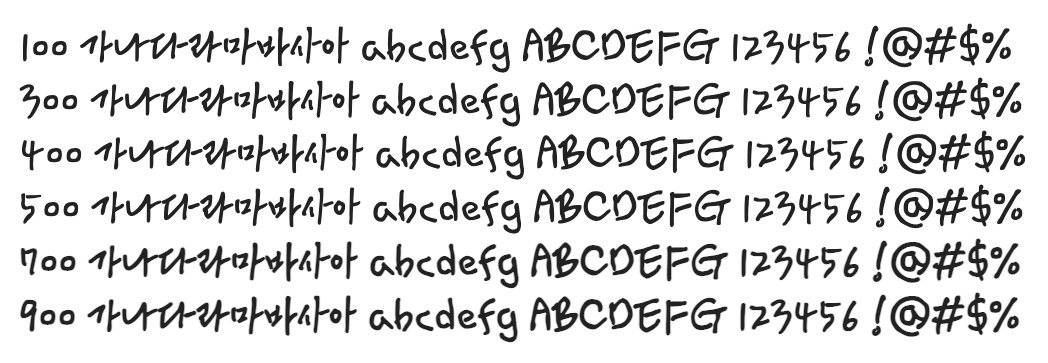 100 가나다라마바사아 abcdefg ABCDEFG 123456 !@#$%
300 가나다라마바사아 abcdefg ABCDEFG 123456 !@#$%
400 가나다라마바사아 abcdefg ABCDEFG 123456 !@#$%
500 가나다라마바사아 abcdefg ABCDEFG 123456 !@#$%
700 가나다라마바사아 abcdefg ABCDEFG 123456 !@#$%
900 가나다라마바사아 abcdefg ABCDEFG 123456 !@#$%